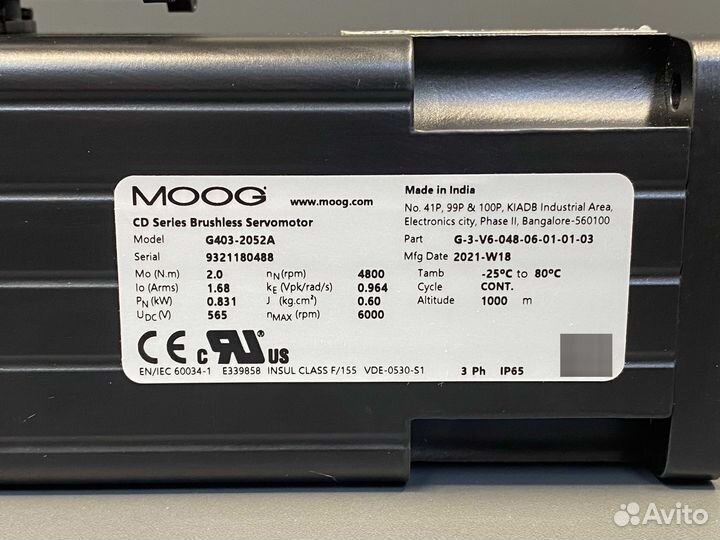 MOOG www.moog.com Made in India
No. 41P, 99P & 100P, KIADB Industrial Area,
Electronics city, Phase II, Bangalore-560100
CD Series Brushless Servomotor
Model G403-2052A Part G-3-V6-048-06-01-01-03
Serial 9321180488 Mfg Date 2021-W18
Mo (N.m) 2.0 nN(rpm) 4800 Tamb -25°C to 80°C
Io (Arms) 1.68 kE(Vpk/rad/s) 0.964 Cycle CONT.
PN(kW) 0.831 J (kg.cm²) 0.60 Altitude 1000 m
UDC(V) 565 nMAX (rpm) 6000
CE c RU® US
EN/IEC 60034-1 E339858 INSUL CLASS F/155 VDE-0530-S1 3 Ph IP65
Avito